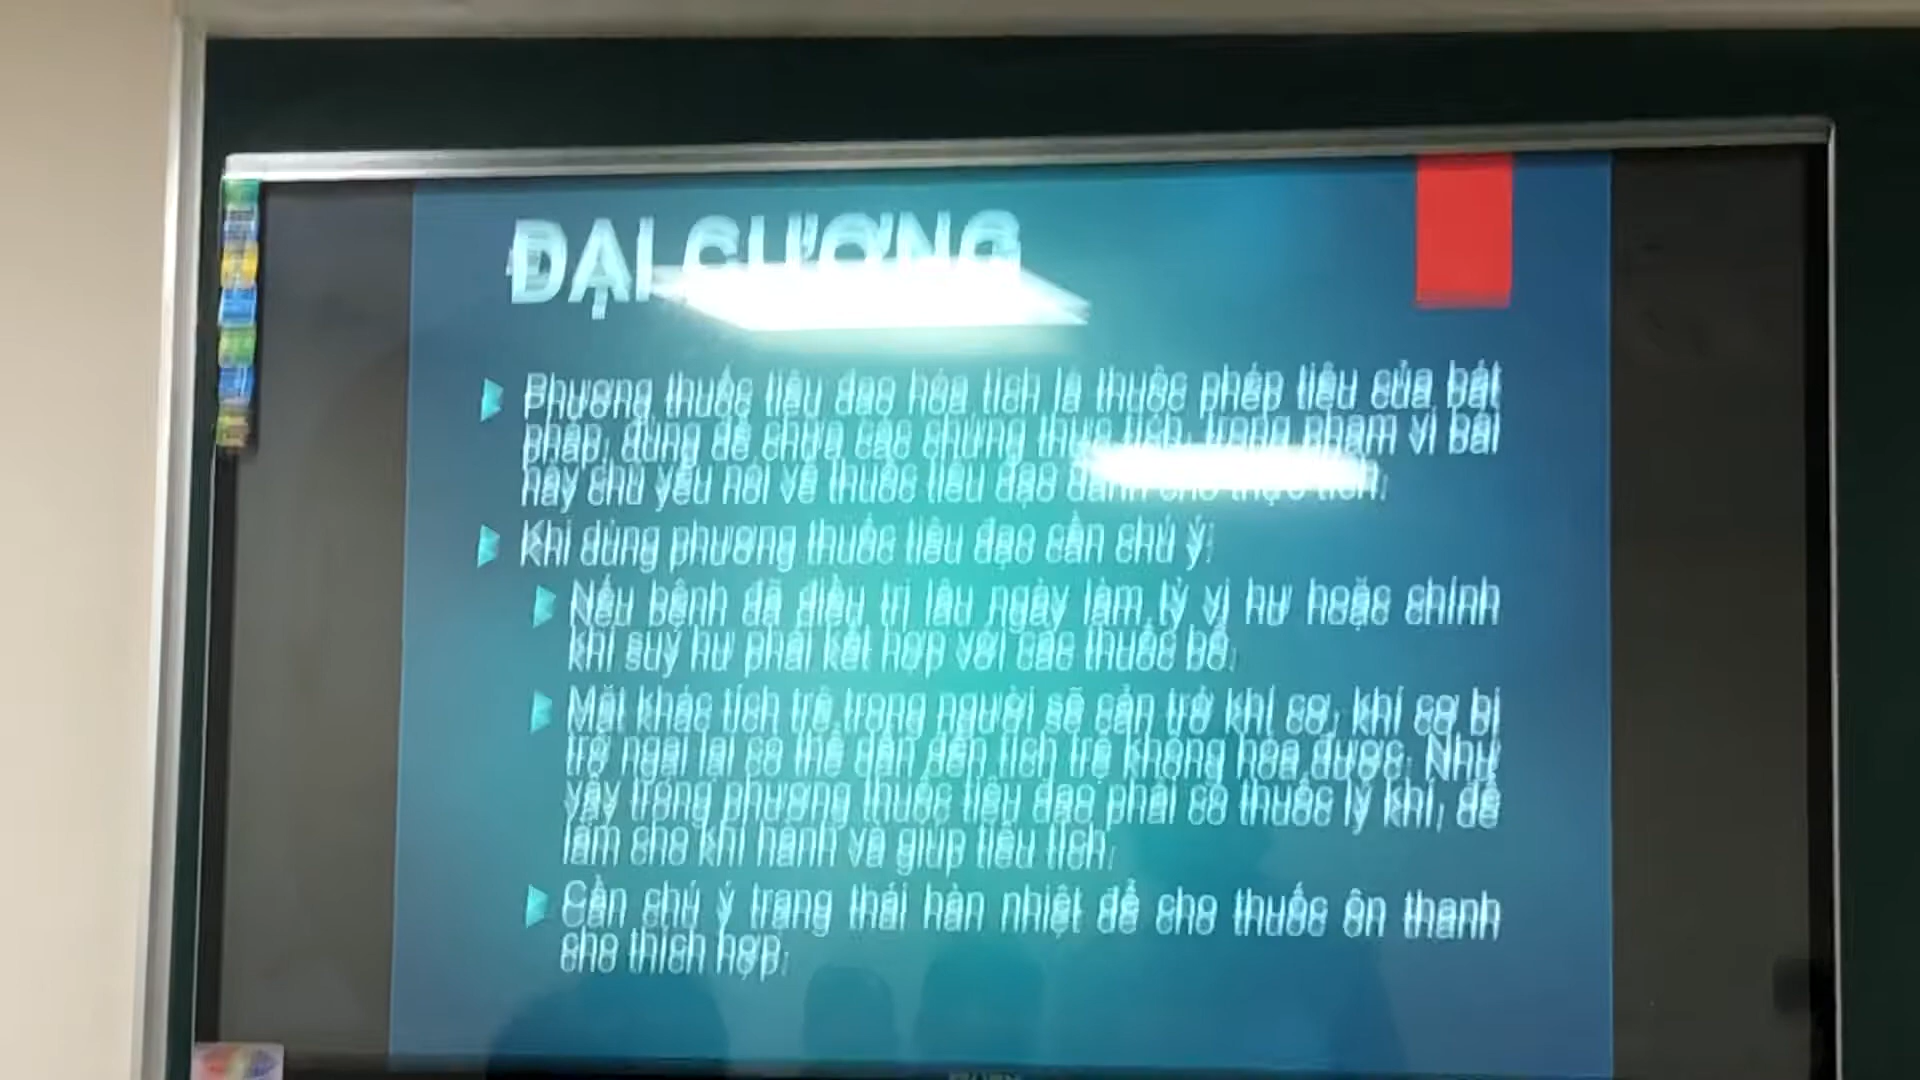 ĐẠI CƯƠNG
Phương thuốc tiêu đạo hóa tích là thuộc phép tiêu của bát
pháp, dùng để chữa các chứng thực tích, trong phạm vi bài
này chủ yếu nói về thuốc tiêu đạo dành cho thực tích.
Khi dùng phương thuốc tiêu đạo cần chú ý:
Nếu bệnh đã điều trị lâu ngày làm tỳ vị hư hoặc chính
khí suy hư phải kết hợp với các thuốc bổ.
Mặt khác tích trệ trong người sẽ cản trở khí cơ, khí cơ bị
trở ngại lại có thể dẫn đến tích trệ không hóa được. Như
vậy trong phương thuốc tiêu đạo phải có thuốc lý khí, để
làm cho khí hành và giúp tiêu tích.
Cần chú ý trạng thái hàn nhiệt để cho thuốc ôn thanh
cho thích hợp.